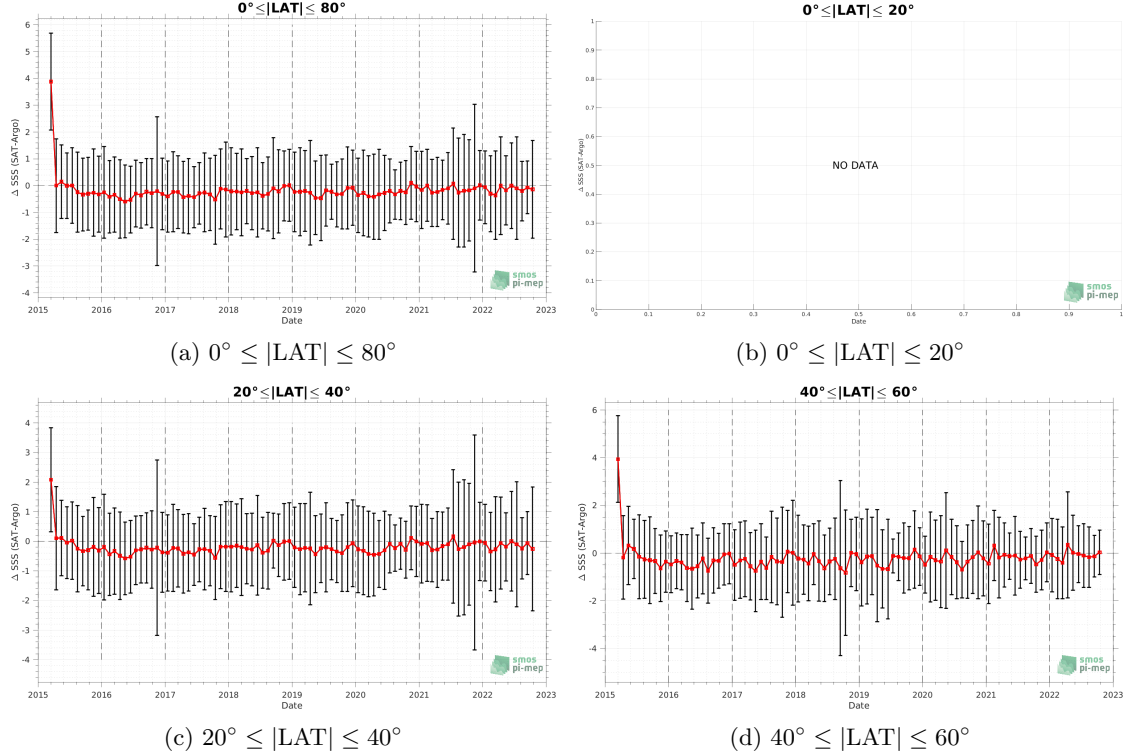 0°≤|LAT|≤ 80°
6
5
4
3
2
1
0
-1
-2
-3
-4
Δ SSS (SAT-Argo)
2015 2016 2017 2018 2019 2020 2021 2022 2023
Date
smos
pi-mep
(a) 0° ≤ |LAT| ≤ 80°
0°≤|LAT|≤ 20°
1
0.9
0.8
0.7
0.6
0.5
0.4
0.3
0.2
0.1
0
Δ SSS (SAT-Argo)
NO DATA
0 0.1 0.2 0.3 0.4 0.5 0.6 0.7 0.8 0.9 1
Date
smos
pi-mep
(b) 0° ≤ |LAT| ≤ 20°
20°≤|LAT|≤ 40°
4
3
2
1
0
-1
-2
-3
-4
Δ SSS (SAT-Argo)
2015 2016 2017 2018 2019 2020 2021 2022 2023
Date
smos
pi-mep
(c) 20° ≤ |LAT| ≤ 40°
40°≤|LAT|≤ 60°
6
4
2
0
-2
-4
Δ SSS (SAT-Argo)
2015 2016 2017 2018 2019 2020 2021 2022 2023
Date
smos
pi-mep
(d) 40° ≤ |LAT| ≤ 60°